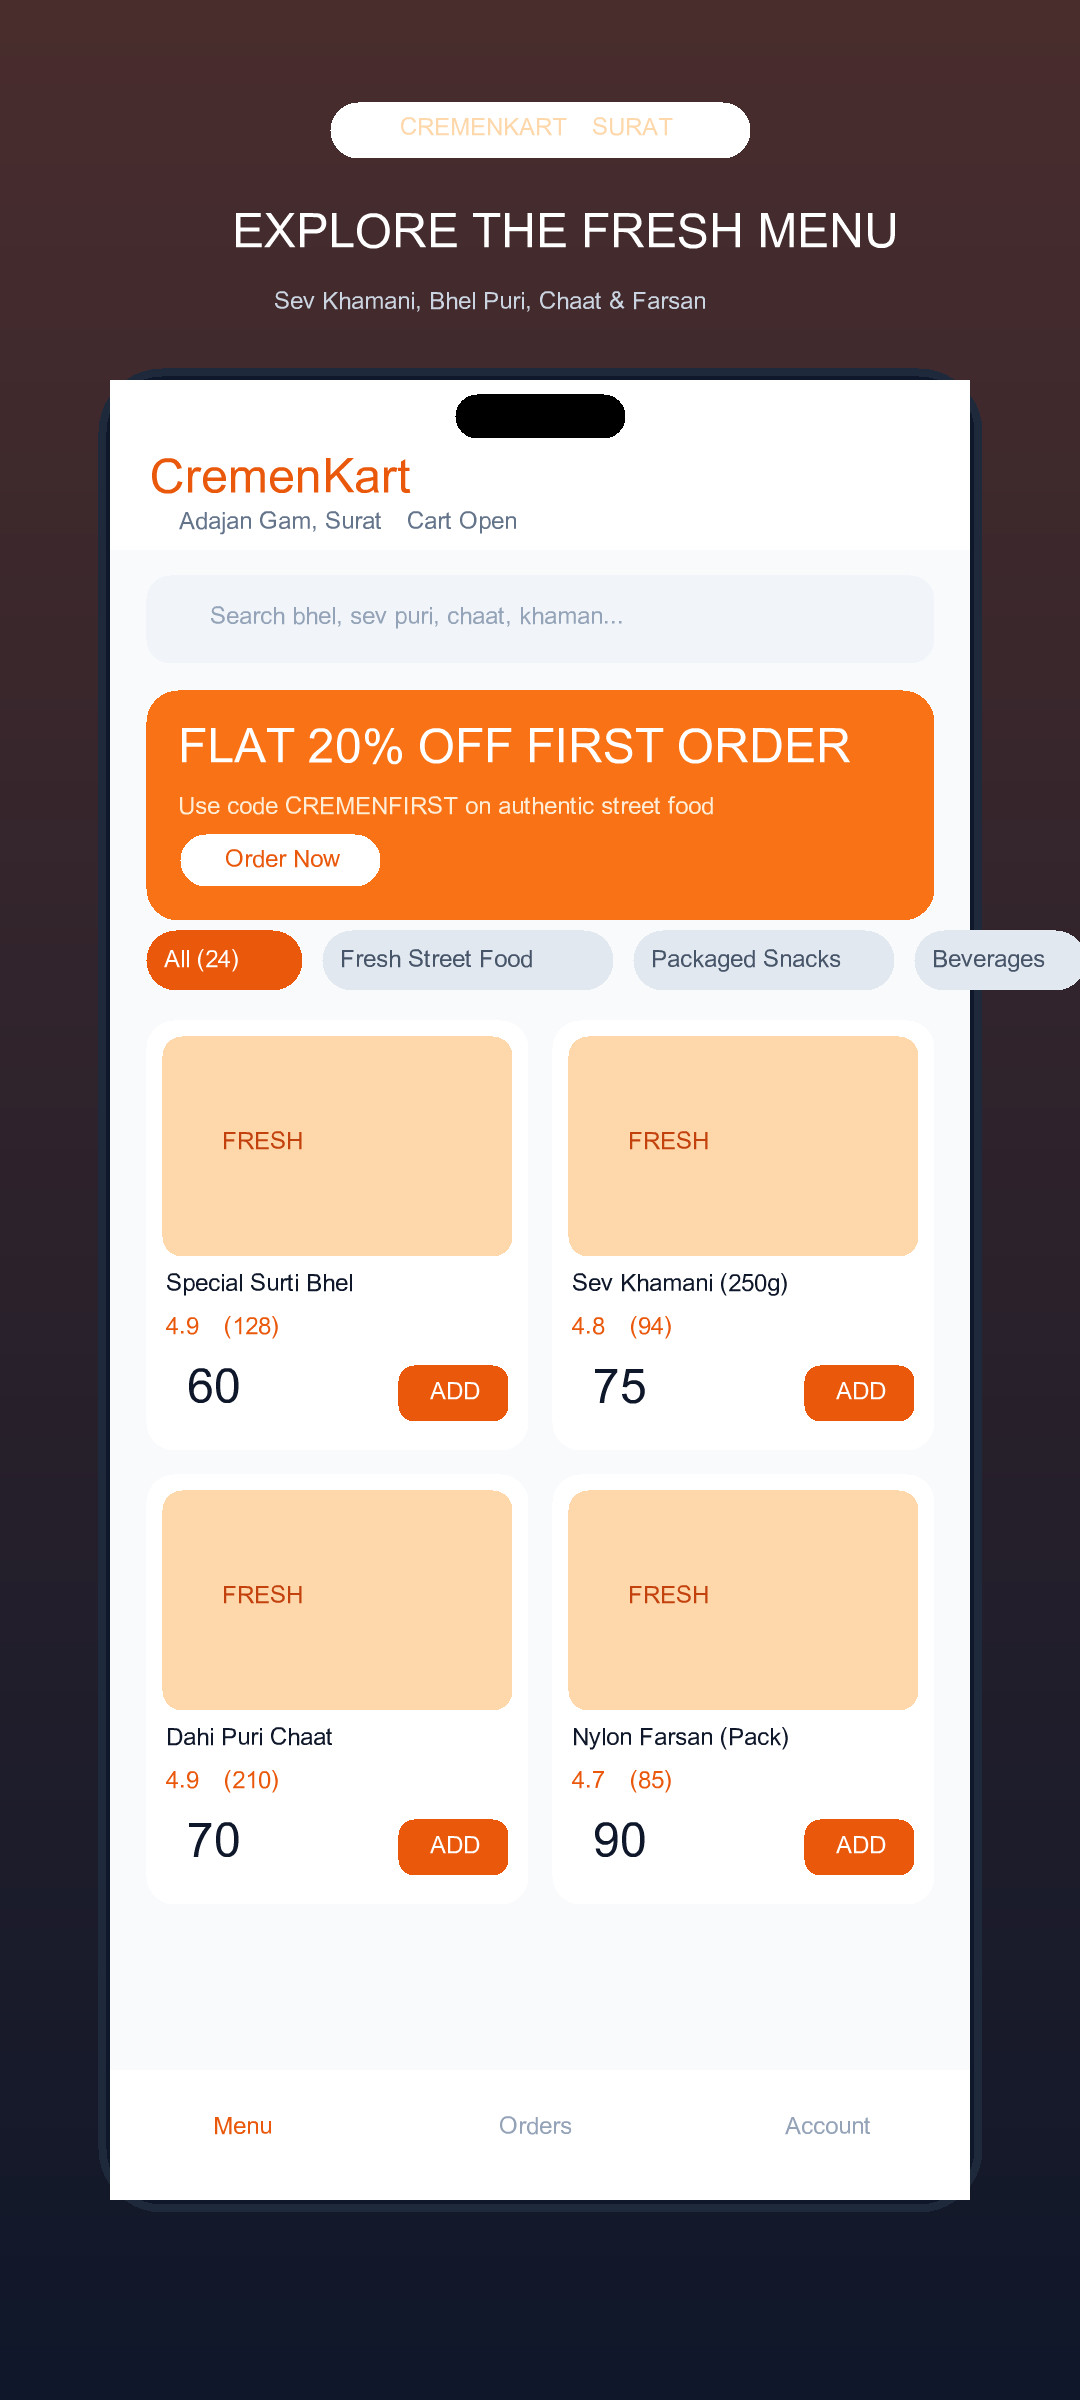 CREMENKART SURAT
EXPLORE THE FRESH MENU
Sev Khamani, Bhel Puri, Chaat & Farsan
CremenKart
Adajan Gam, Surat Cart Open
Search bhel, sev puri, chaat, khaman...
FLAT 20% OFF FIRST ORDER
Use code CREMENFIRST on authentic street food
Order Now
All (24) Fresh Street Food Packaged Snacks Beverages
FRESH FRESH
Special Surti Bhel Sev Khamani (250g)
4.9 (128) 4.8 (94)
60 ADD 75 ADD
FRESH FRESH
Dahi Puri Chaat Nylon Farsan (Pack)
4.9 (210) 4.7 (85)
70 ADD 90 ADD
Menu Orders Account